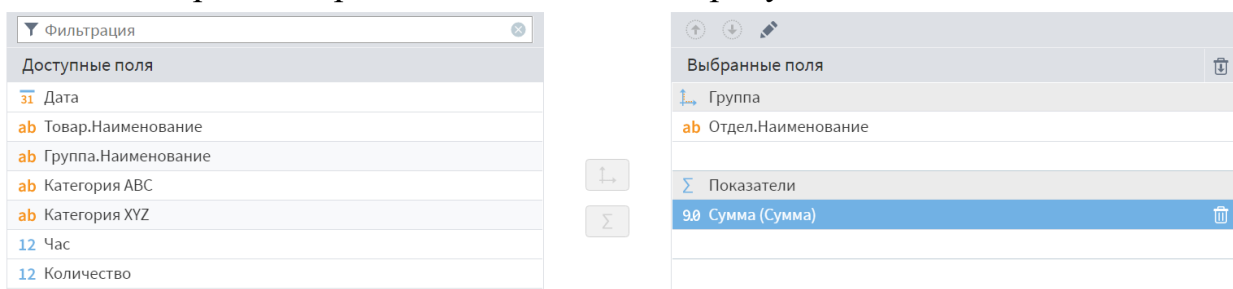 Фильтрация
Доступные поля
31 Дата
ab Товар.Наименование
ab Группа.Наименование
ab Категория ABC
ab Категория XYZ
12 Час
12 Количество
Σ
Выбранные поля
Группа
ab Отдел.Наименование
Σ Показатели
9.0 Сумма (Сумма)